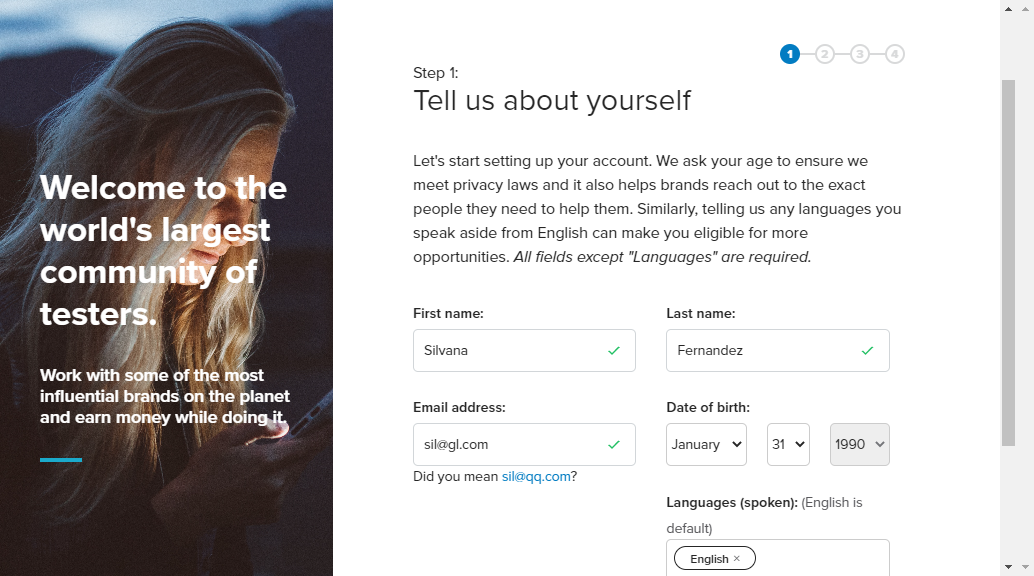 Welcome to the
world's largest
community of
testers.
Work with some of the most
influential brands on the planet
and earn money while doing it.
1 2 3 4
Step 1:
Tell us about yourself
Let's start setting up your account. We ask your age to ensure we
meet privacy laws and it also helps brands reach out to the exact
people they need to help them. Similarly, telling us any languages you
speak aside from English can make you eligible for more
opportunities. All fields except "Languages" are required.
First name: Last name:
Silvana Fernandez
Email address: Date of birth:
sil@gl.com January 31 1990
Did you mean sil@qq.com?
Languages (spoken): (English is
default)
English ×